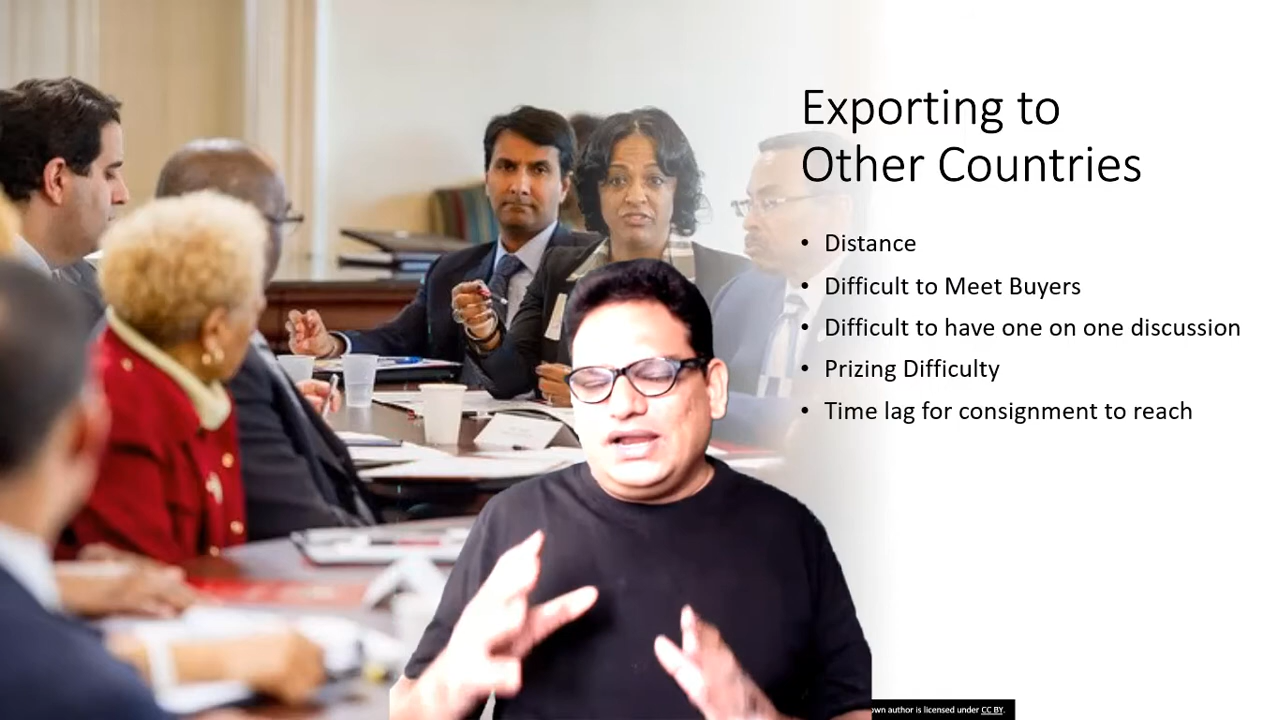 Exporting to
Other Countries
• Distance
• Difficult to Meet Buyers
• Difficult to have one on one discussion
• Prizing Difficulty
• Time lag for consignment to reach
own author is licensed under CC BY.